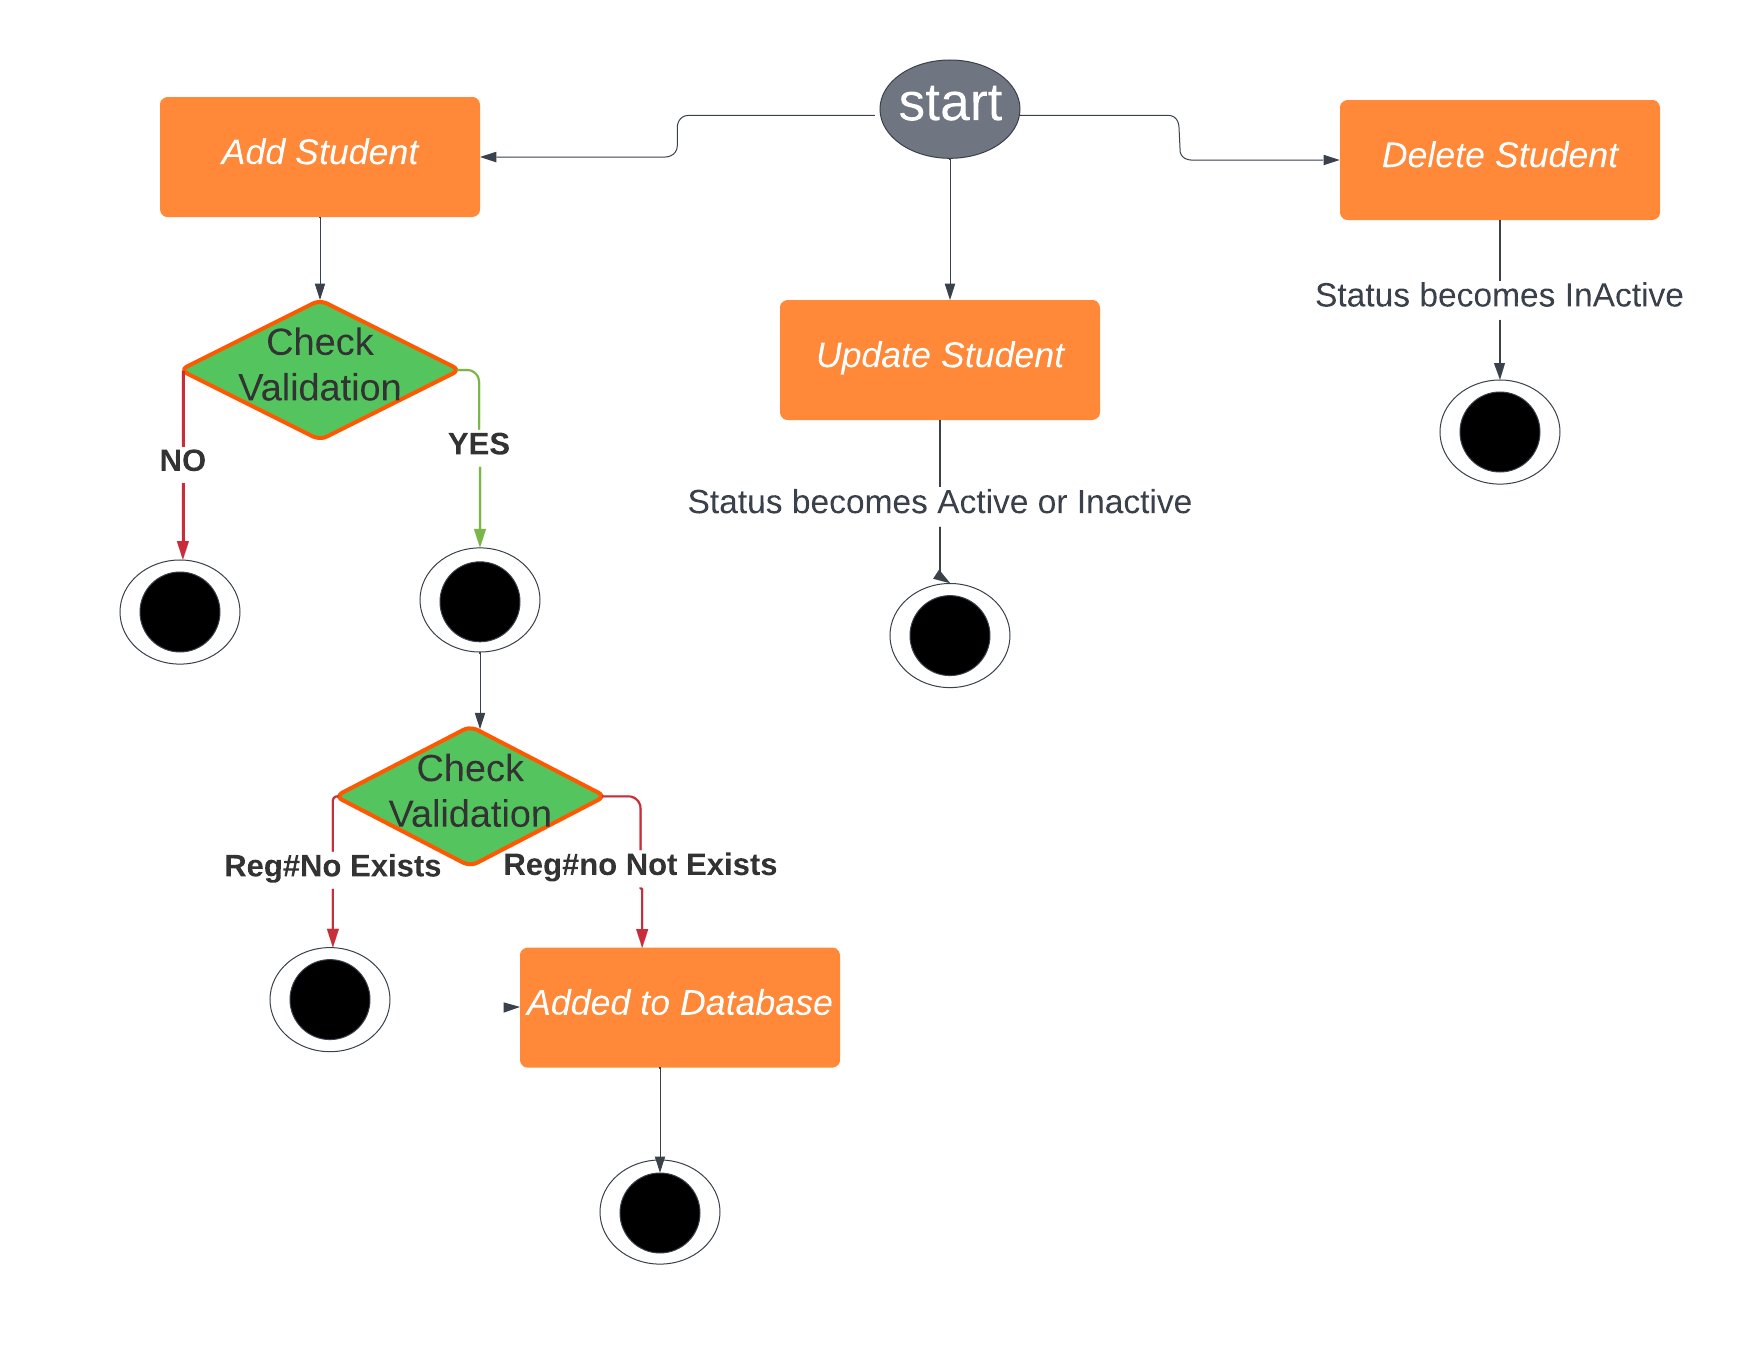 start
Add Student
Delete Student
Status becomes InActive
Check
Validation
Update Student
NO
YES
Status becomes Active or Inactive
Check
Validation
Reg#No Exists
Reg#no Not Exists
Added to Database